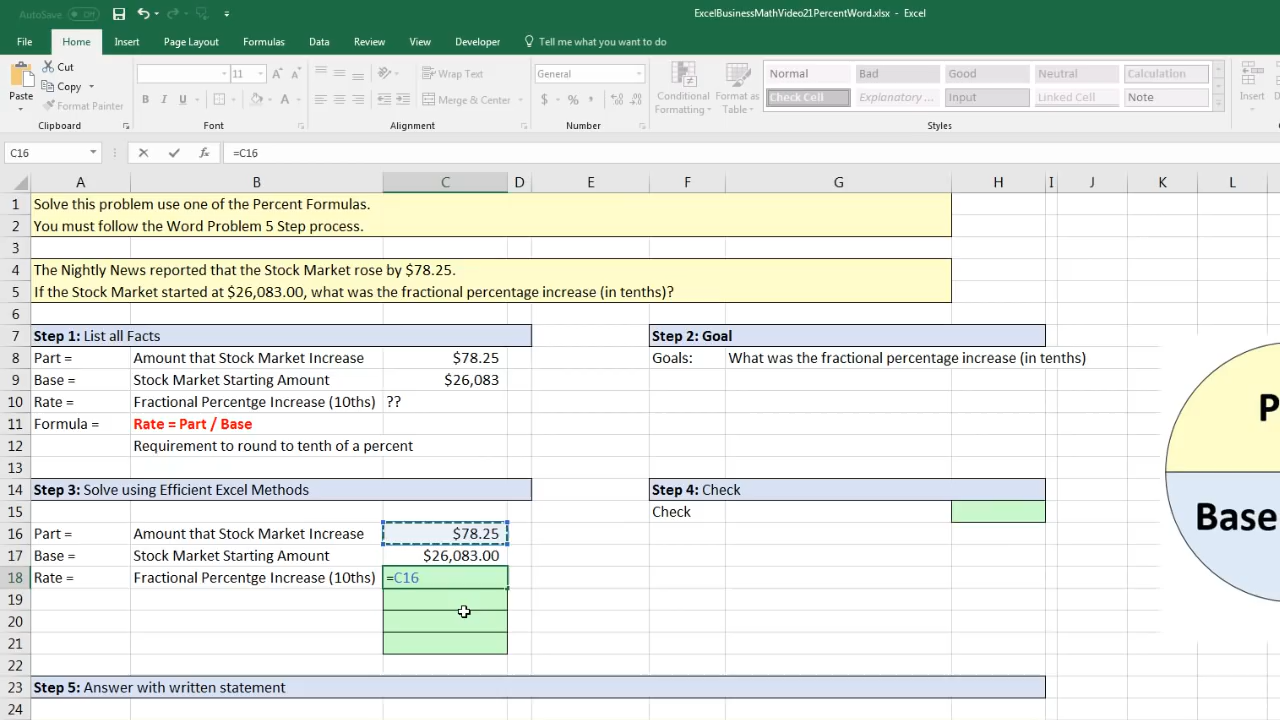 AutoSave Off
ExcelBusinessMathVideo21PercentWord.xlsx - Excel
File Home Insert Page Layout Formulas Data Review View Developer Tell me what you want to do
Paste
Cut
Copy
Format Painter
Clipboard
11 A A
B I U A
Font
Wrap Text
Merge & Center
Alignment
General
$ % ,
Number
Conditional Formatting
Format as Table
Normal Bad Good Neutral Calculation
Check Cell Explanatory ... Input Linked Cell Note
Styles
Insert
C16 fx =C16
A B C D E F G H I J K L
1 Solve this problem use one of the Percent Formulas.
2 You must follow the Word Problem 5 Step process.
3
4 The Nightly News reported that the Stock Market rose by $78.25.
5 If the Stock Market started at $26,083.00, what was the fractional percentage increase (in tenths)?
6
7 Step 1: List all Facts Step 2: Goal
8 Part = Amount that Stock Market Increase $78.25 Goals: What was the fractional percentage increase (in tenths)
9 Base = Stock Market Starting Amount $26,083
10 Rate = Fractional Percentge Increase (10ths) ??
11 Formula = Rate = Part / Base
12 Requirement to round to tenth of a percent
13
14 Step 3: Solve using Efficient Excel Methods Step 4: Check
15 Check
16 Part = Amount that Stock Market Increase $78.25
17 Base = Stock Market Starting Amount $26,083.00
18 Rate = Fractional Percentge Increase (10ths) =C16
19
20
21
22
23 Step 5: Answer with written statement
24
P
Base